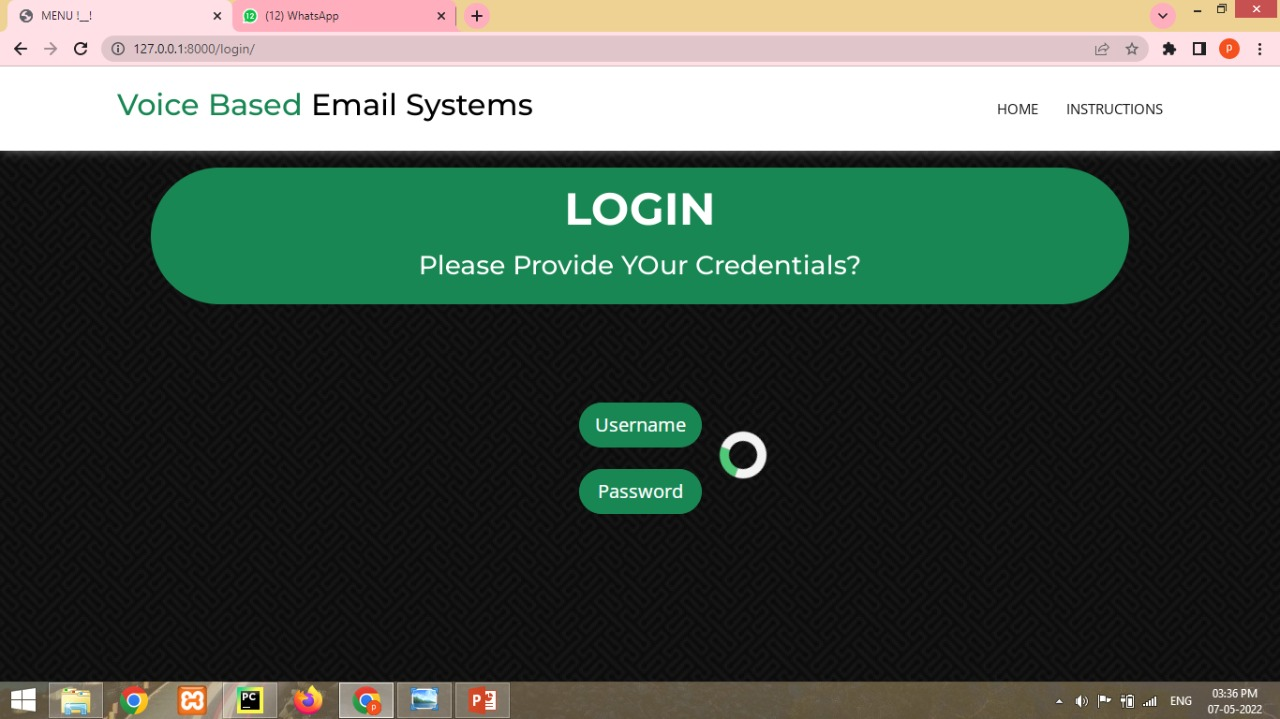 MENU !__!
(12) WhatsApp
127.0.0.1:8000/login/
P
Voice Based Email Systems
HOME
INSTRUCTIONS
LOGIN
Please Provide YOur Credentials?
Username
Password
PC
P
P
ENG
03:36 PM
07-05-2022